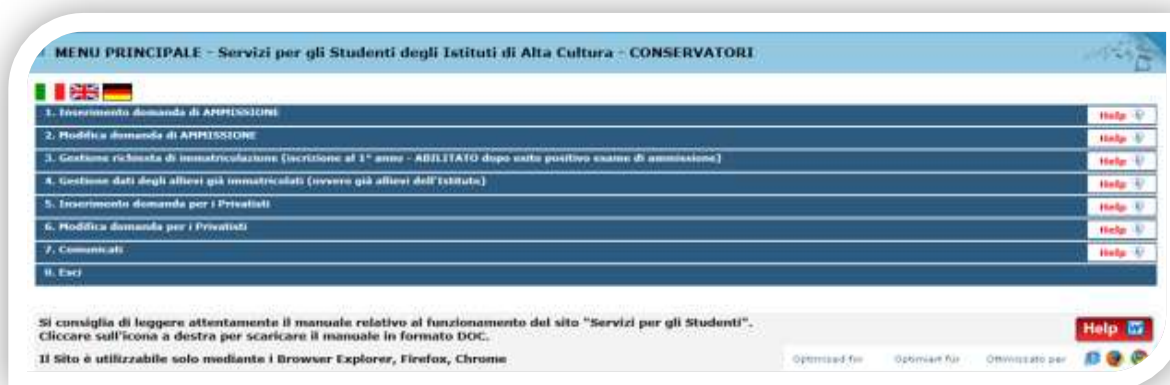 MENU PRINCIPALE - Servizi per gli Studenti degli Istituti di Alta Cultura - CONSERVATORI
1. Inserimento domanda di AMMISSIONE Help
2. Modifica domanda di AMMISSIONE Help
3. Gestione richiesta di immatricolazione (iscrizione al 1° anno - ABILITATO dopo esito positivo esame di ammissione) Help
4. Gestione dati degli allievi già immatricolati (ovvero già allievi dell'Istituto) Help
5. Inserimento domanda per i Privatisti Help
6. Modifica domanda per i Privatisti Help
7. Comunicati Help
8. Esci
Si consiglia di leggere attentamente il manuale relativo al funzionamento del sito "Servizi per gli Studenti".
Cliccare sull'icona a destra per scaricare il manuale in formato DOC. Help
Il Sito è utilizzabile solo mediante i Browser Explorer, Firefox, Chrome Optimized for Optimiert für Ottimizzato per